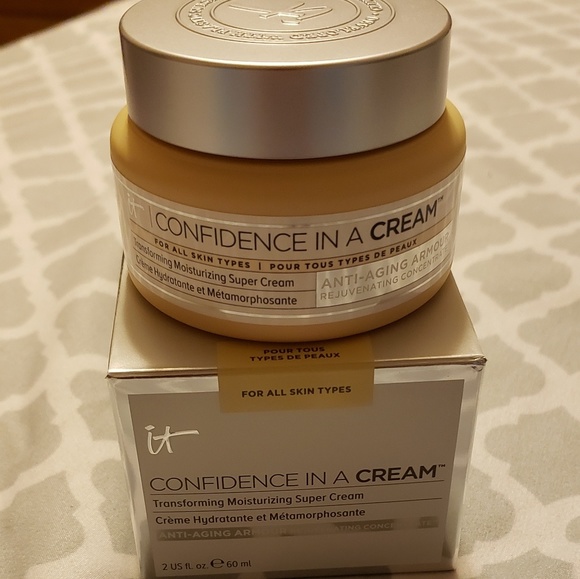 it CONFIDENCE IN A CREAM™
FOR ALL SKIN TYPES | POUR TOUS TYPES DE PEAUX
Transforming Moisturizing Super Cream
Crème Hydratante et Métamorphosante
ANTI-AGING ARMOUR
REJUVENATING CONCENTRATE
POUR TOUS
TYPES DE PEAUX
FOR ALL SKIN TYPES
it
CONFIDENCE IN A CREAM™
Transforming Moisturizing Super Cream
Crème Hydratante et Métamorphosante
ANTI-AGING
2 US fl. oz. ℮ 60 ml